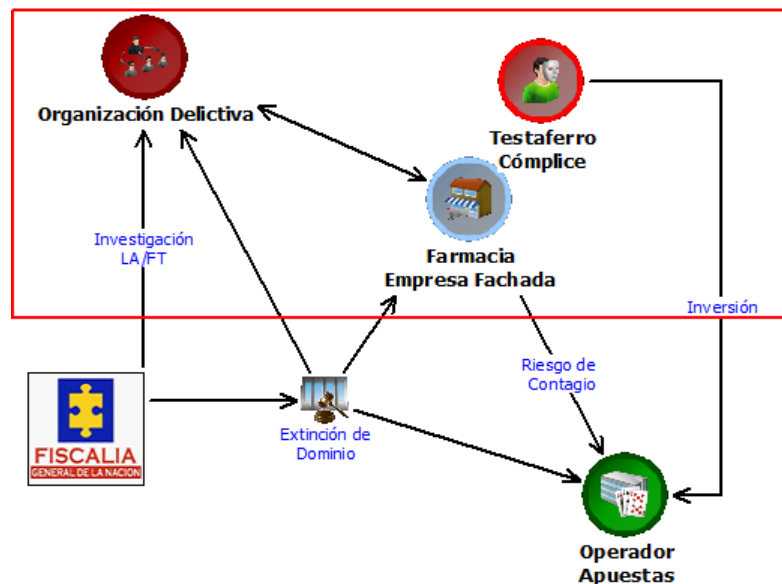 Organización Delictiva
Testaferro
Cómplice
Investigación
LA/FT
Farmacia
Empresa Fachada
Inversión
Riesgo de
Contagio
FISCALIA
GENERAL DE LA NACION
Extinción de
Dominio
Operador
Apuestas